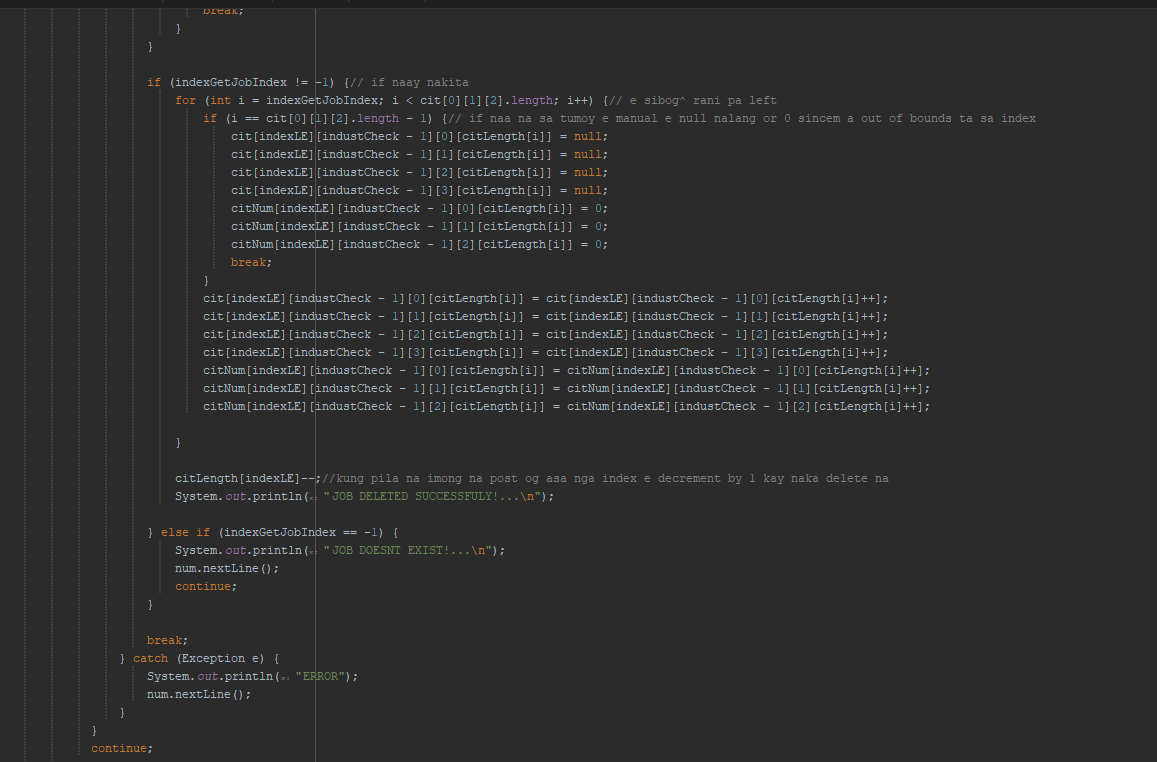 break;
}
}
if (indexGetJobIndex != -1) {// if naay nakita
for (int i = indexGetJobIndex; i < cit[0][1][2].length; i++) {// e sibog^ rani pa left
if (i == cit[0][1][2].length - 1) {// if naa na sa tumoy e manual e null nalang or 0 sincem a out of bounds ta sa index
cit[indexLE][industCheck - 1][0][citLength[i]] = null;
cit[indexLE][industCheck - 1][1][citLength[i]] = null;
cit[indexLE][industCheck - 1][2][citLength[i]] = null;
cit[indexLE][industCheck - 1][3][citLength[i]] = null;
citNum[indexLE][industCheck - 1][0][citLength[i]] = 0;
citNum[indexLE][industCheck - 1][1][citLength[i]] = 0;
citNum[indexLE][industCheck - 1][2][citLength[i]] = 0;
break;
}
cit[indexLE][industCheck - 1][0][citLength[i]] = cit[indexLE][industCheck - 1][0][citLength[i]++];
cit[indexLE][industCheck - 1][1][citLength[i]] = cit[indexLE][industCheck - 1][1][citLength[i]++];
cit[indexLE][industCheck - 1][2][citLength[i]] = cit[indexLE][industCheck - 1][2][citLength[i]++];
cit[indexLE][industCheck - 1][3][citLength[i]] = cit[indexLE][industCheck - 1][3][citLength[i]++];
citNum[indexLE][industCheck - 1][0][citLength[i]] = citNum[indexLE][industCheck - 1][0][citLength[i]++];
citNum[indexLE][industCheck - 1][1][citLength[i]] = citNum[indexLE][industCheck - 1][1][citLength[i]++];
citNum[indexLE][industCheck - 1][2][citLength[i]] = citNum[indexLE][industCheck - 1][2][citLength[i]++];
}
citLength[indexLE]--;//kung pila na imong na post og asa nga index e decrement by 1 kay naka delete na
System.out.println(x: "JOB DELETED SUCCESSFULY!...\n");
} else if (indexGetJobIndex == -1) {
System.out.println(x: "JOB DOESNT EXIST!...\n");
num.nextLine();
continue;
}
break;
} catch (Exception e) {
System.out.println(x: "ERROR");
num.nextLine();
}
}
continue;